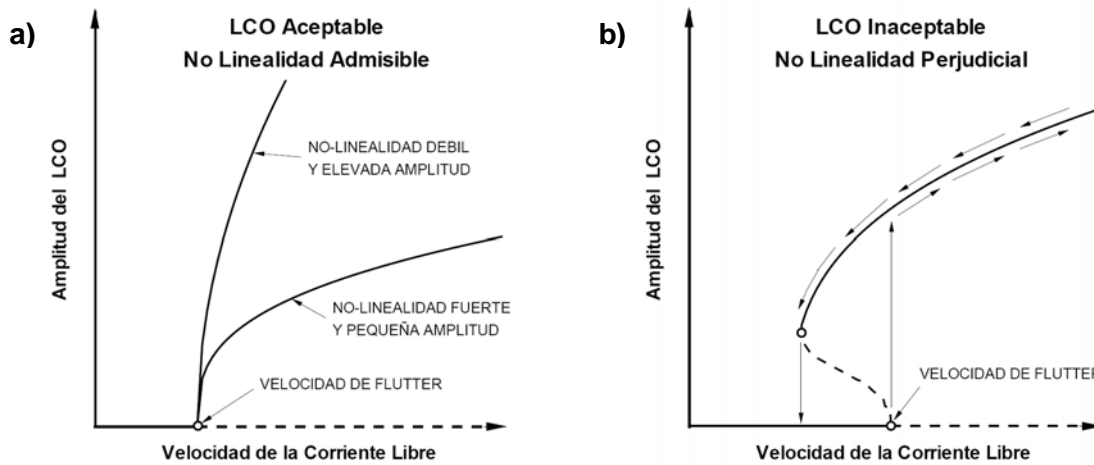 a)
LCO Aceptable
No Linealidad Admisible
Amplitud del LCO
NO-LINEALIDAD DEBIL
Y ELEVADA AMPLITUD
NO-LINEALIDAD FUERTE
Y PEQUEÑA AMPLITUD
VELOCIDAD DE FLUTTER
Velocidad de la Corriente Libre
b)
LCO Inaceptable
No Linealidad Perjudicial
Amplitud del LCO
VELOCIDAD DE FLUTTER
Velocidad de la Corriente Libre